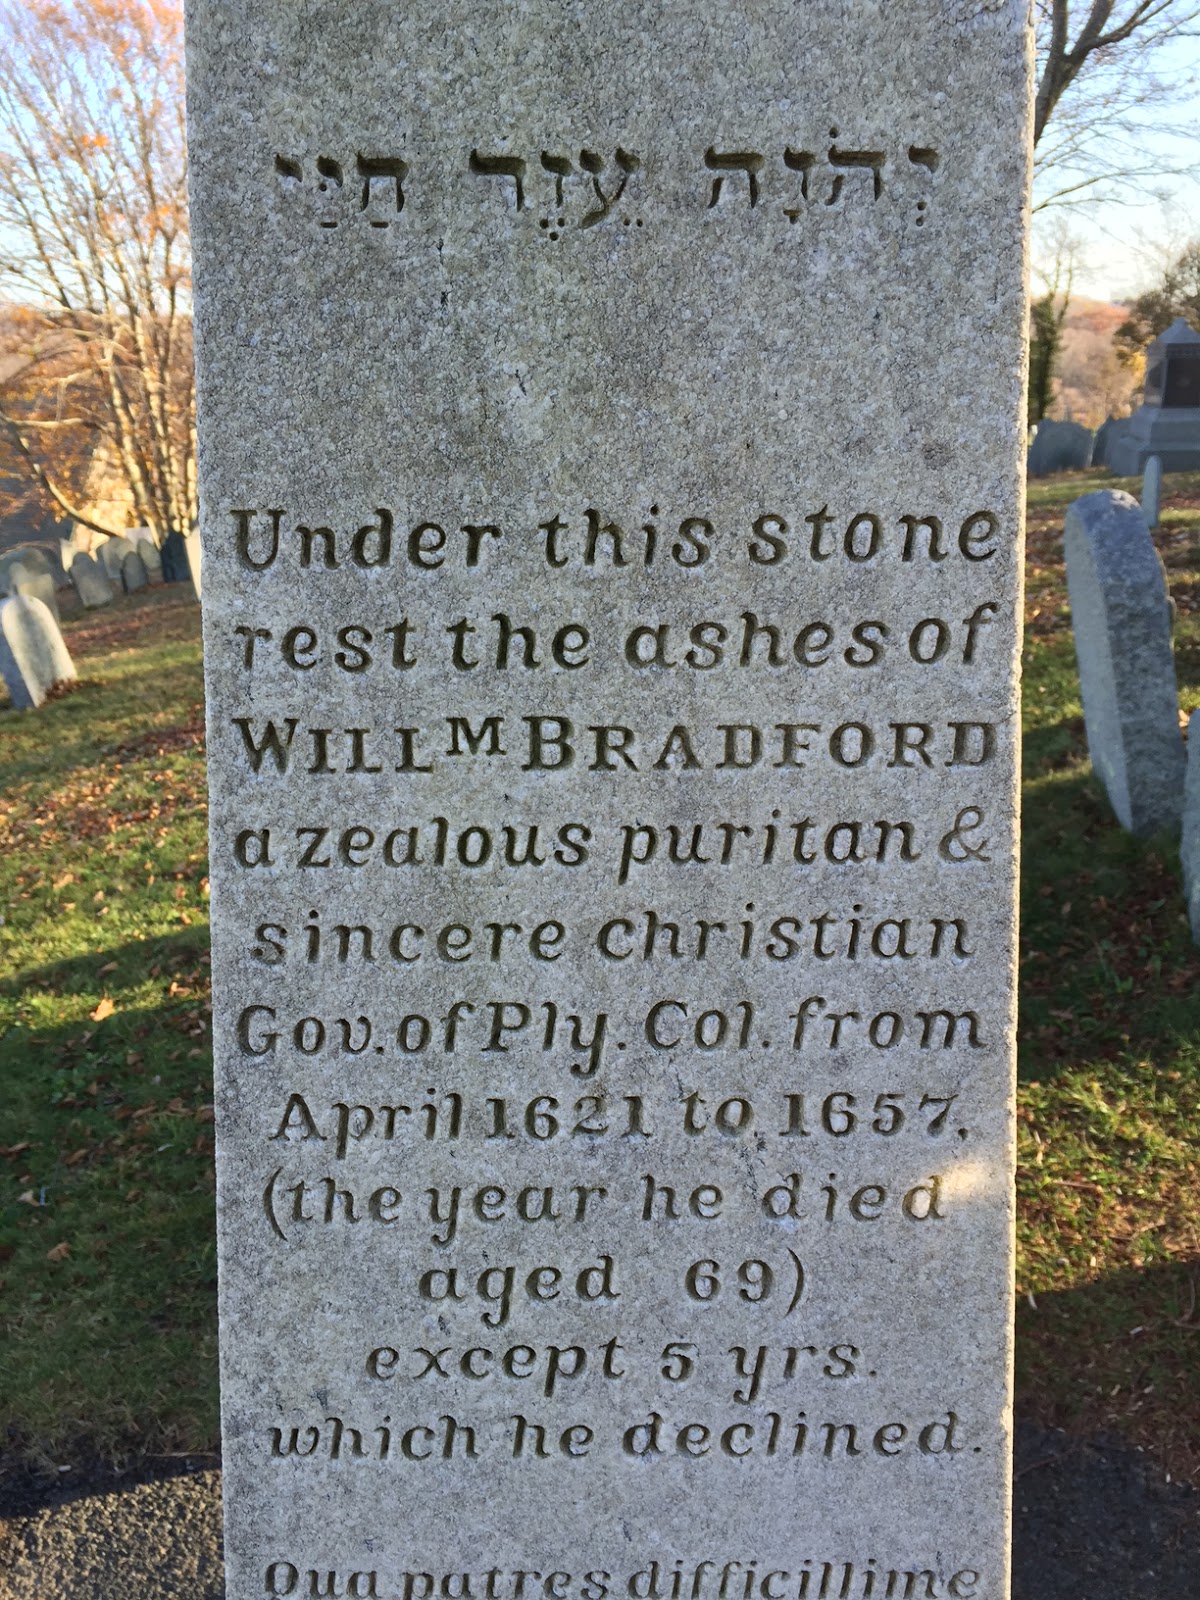 יְהֹוָה עֵזֶר חַיָּי
Under this stone
rest the ashes of
WILLᴹ BRADFORD
a zealous puritan &
sincere christian
Gov. of Ply. Col. from
April 1621 to 1657,
(the year he died
aged 69)
except 5 yrs.
which he declined.
Qua patres difficillime